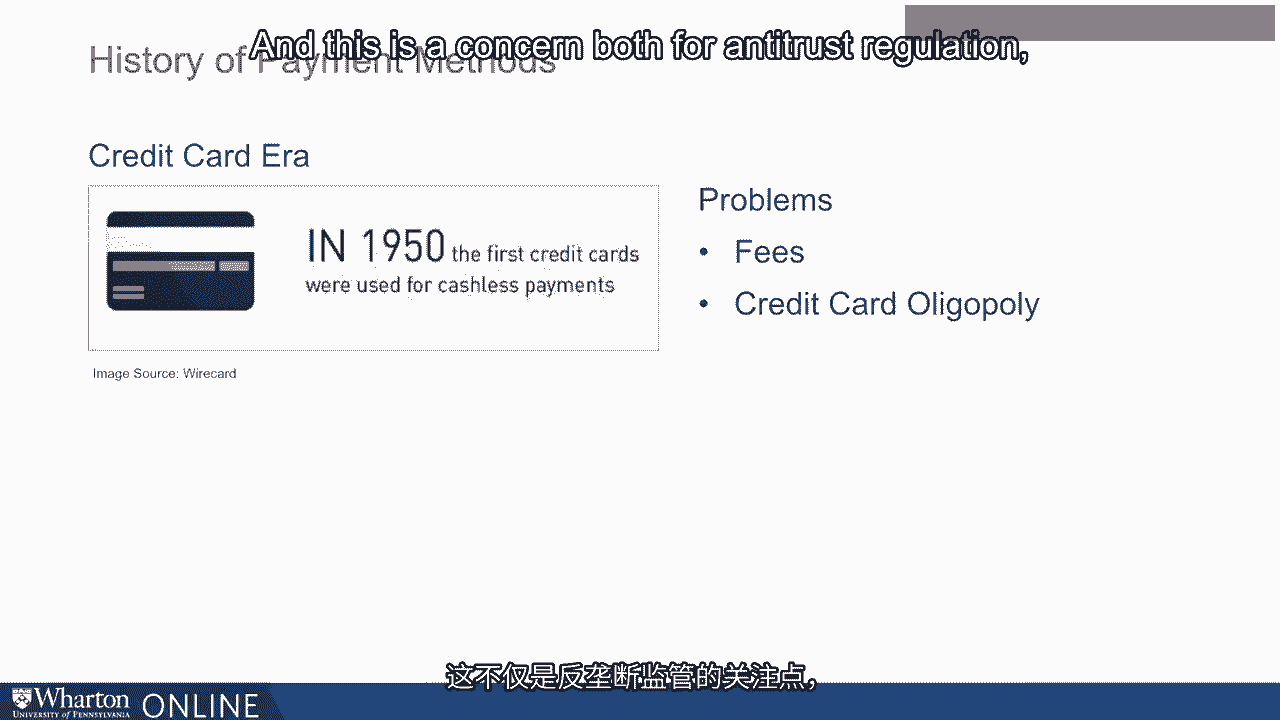 And this is a concern both for antitrust regulation,
History of Payment Methods
Credit Card Era
IN 1950 the first credit cards
were used for cashless payments
Image Source: Wirecard
Problems
• Fees
• Credit Card Oligopoly
这不仅是反垄断监管的关注点，
Wharton
UNIVERSITY OF PENNSYLVANIA
ONLINE